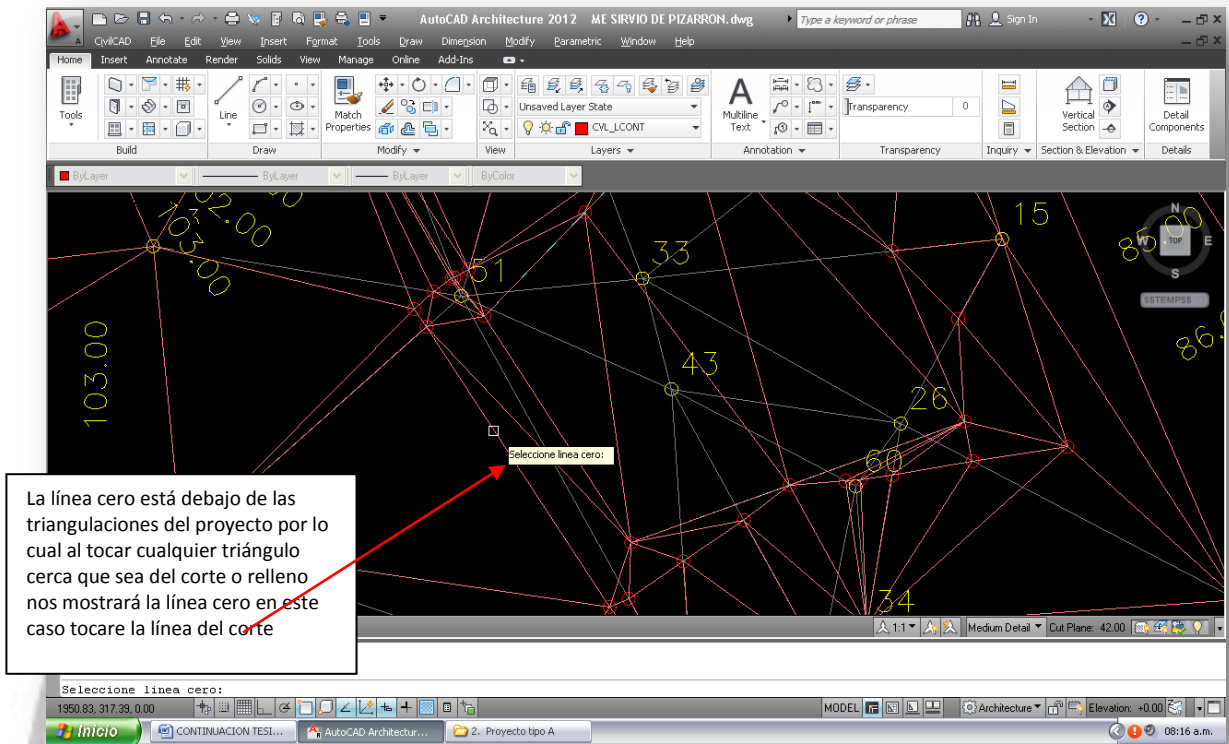 AutoCAD Architecture 2012 ME SIRVIO DE PIZARRON.dwg
Type a keyword or phrase
Sign In
CivilCAD File Edit View Insert Format Tools Draw Dimension Modify Parametric Window Help
Home Insert Annotate Render Solids View Manage Online Add-Ins
Tools
Line
Match
Properties
Unsaved Layer State
CVL_LCONT
Multiline
Text
Transparency 0
Vertical
Section
Detail
Components
Build Draw Modify View Layers Annotation Transparency Inquiry Section & Elevation Details
ByLayer ByLayer ByLayer ByColor
103.00
103.00
51
33
15
85.00
N
W TOP E
S
SSTEMPSS
43
26
60
34
Seleccione linea cero:
La línea cero está debajo de las
triangulaciones del proyecto por lo
cual al tocar cualquier triángulo
cerca que sea del corte o relleno
nos mostrará la línea cero en este
caso tocare la línea del corte
1:1 Medium Detail Cut Plane: 42.00
Seleccione linea cero:
1950.83, 317.39, 0.00
MODEL
Architecture
Elevation: +0.00
Inicio
CONTINUACION TESI...
AutoCAD Architectur...
2. Proyecto tipo A
08:16 a.m.